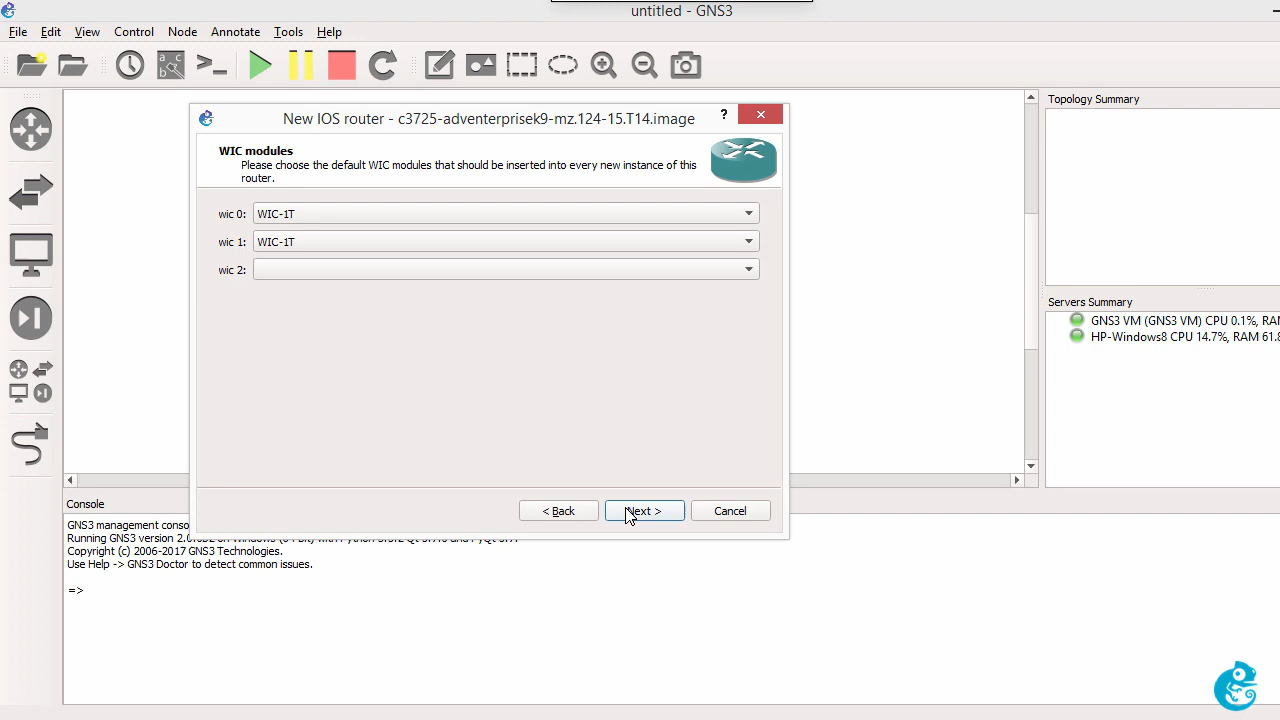 untitled - GNS3
File Edit View Control Node Annotate Tools Help
New IOS router - c3725-adventerprisek9-mz.124-15.T14.image
?
WIC modules
Please choose the default WIC modules that should be inserted into every new instance of this
router.
wic 0: WIC-1T
wic 1: WIC-1T
wic 2:
< Back
Next >
Cancel
Topology Summary
Servers Summary
GNS3 VM (GNS3 VM) CPU 0.1%,
HP-Windows8 CPU 14.7%, RAM 61.8
Console
GNS3 management
Running GNS3 version
Copyright (c) 2006-2017 GNS3 Technologies.
Use Help -> GNS3 Doctor to detect common issues.
=>